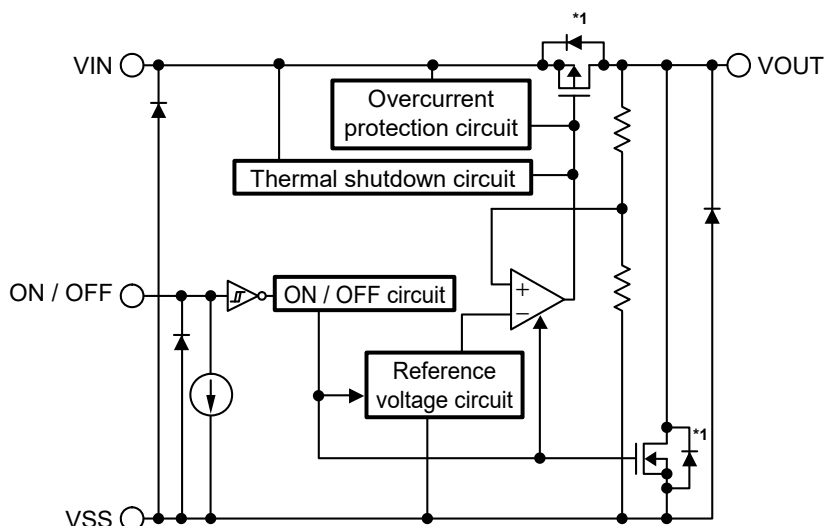 *1
VIN
VOUT
Overcurrent
protection circuit
Thermal shutdown circuit
ON / OFF
ON / OFF circuit
+
−
Reference
voltage circuit
*1
VSS